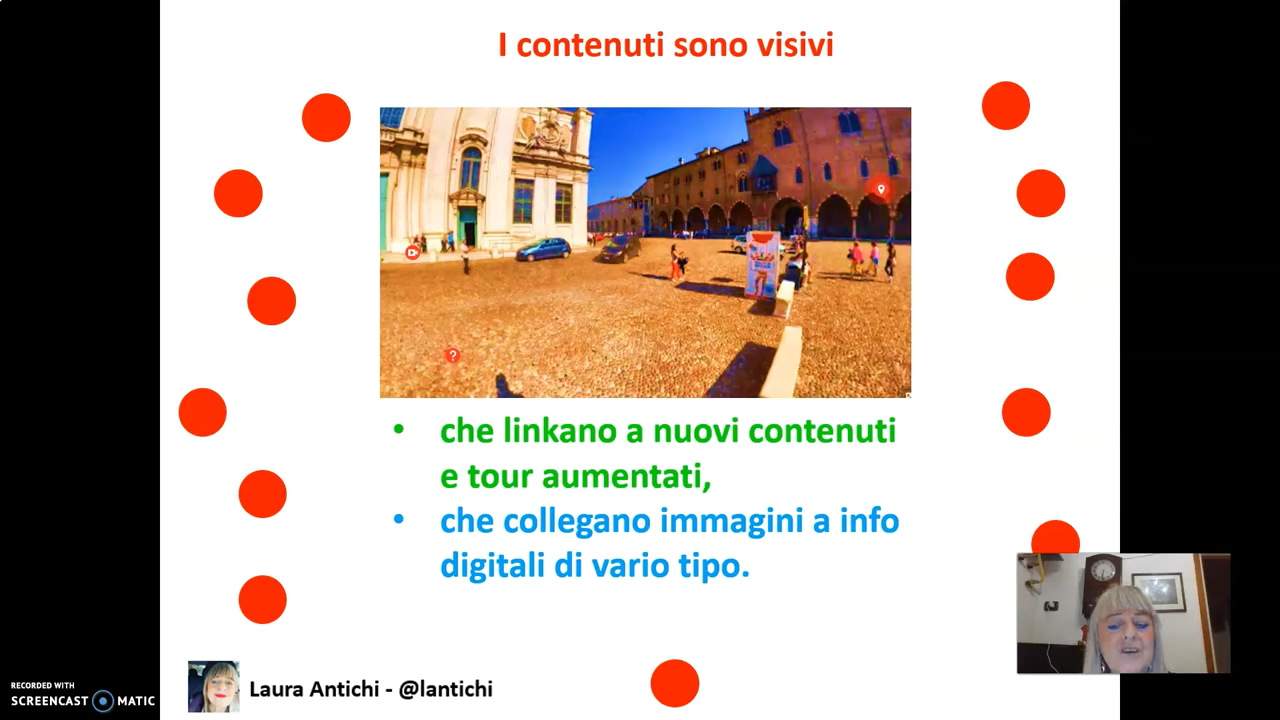 I contenuti sono visivi
?
• che linkano a nuovi contenuti
e tour aumentati,
• che collegano immagini a info
digitali di vario tipo.
Laura Antichi - @lantichi
RECORDED WITH
SCREENCAST MATIC